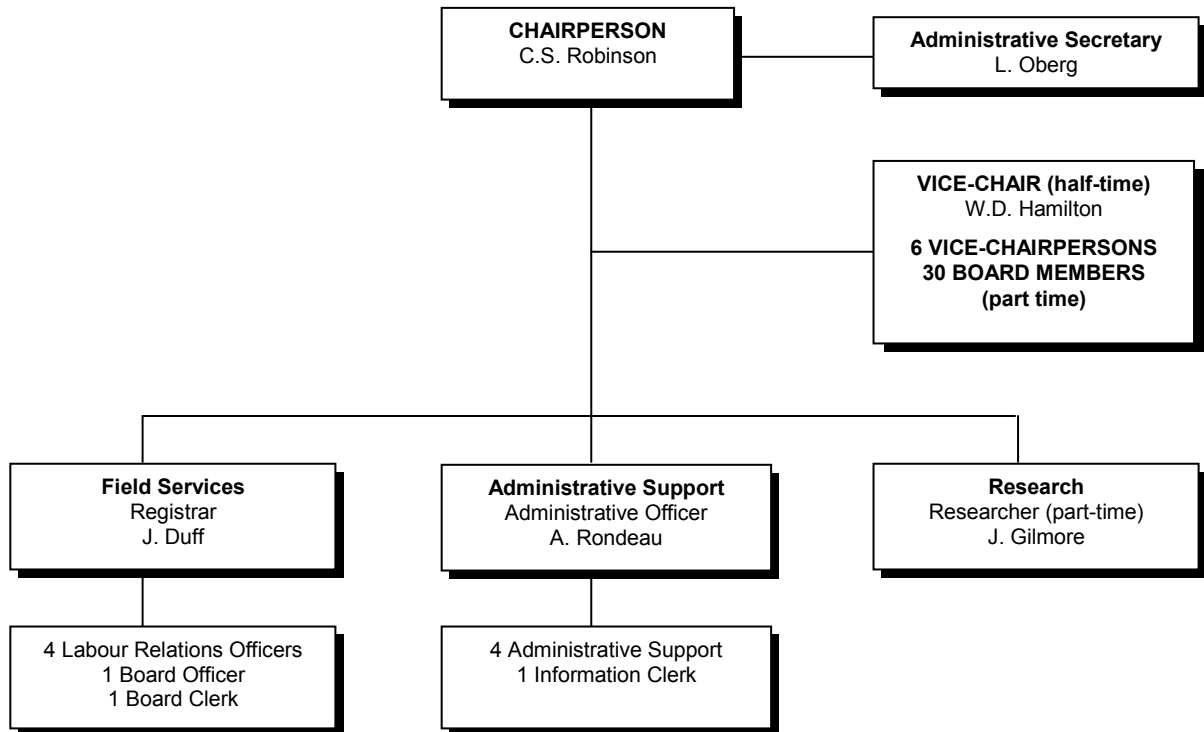 CHAIRPERSON
C.S. Robinson
Administrative Secretary
L. Oberg
VICE-CHAIR (half-time)
W.D. Hamilton
6 VICE-CHAIRPERSONS
30 BOARD MEMBERS
(part time)
Field Services
Registrar
J. Duff
Administrative Support
Administrative Officer
A. Rondeau
Research
Researcher (part-time)
J. Gilmore
4 Labour Relations Officers
1 Board Officer
1 Board Clerk
4 Administrative Support
1 Information Clerk